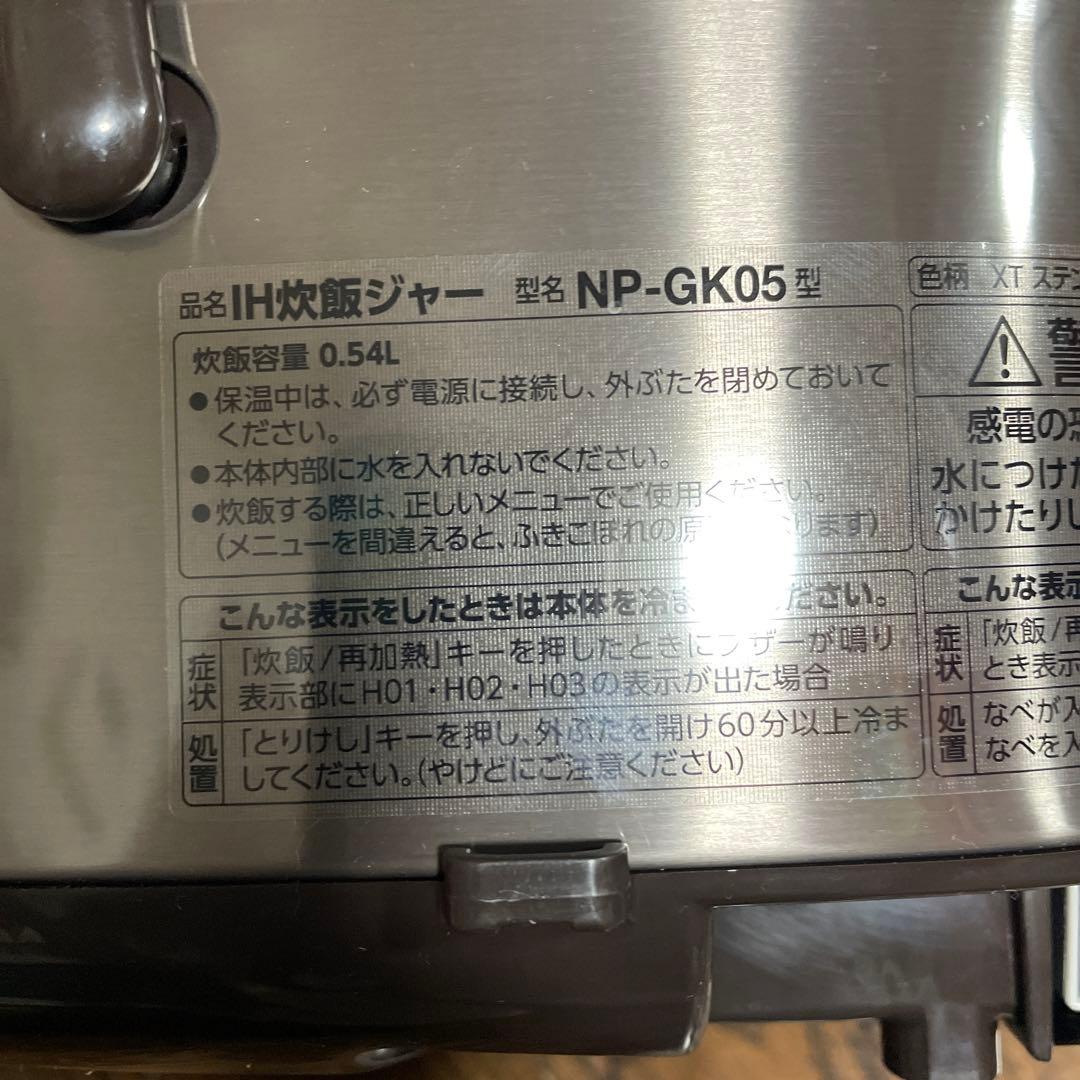 品名 IH炊飯ジャー 型名 NP-GK05型
炊飯容量 0.54L
●保温中は、必ず電源に接続し、外ぶたを閉めておいて
ください。
●本体内部に水を入れないでください。
●炊飯する際は、正しいメニューでご使用ください。
(メニューを間違えると、ふきこぼれの原 ります)
こんな表示をしたときは本体を冷ま ださい。
症状 「炊飯/再加熱」キーを押したときにブザーが鳴り
表示部にH01・H02・H03の表示が出た場合
処置 「とりけし」キーを押し、外ぶたを開け60分以上冷ま
してください。(やけどにご注意ください)
色柄 XT ステン
感電の恐
水につけた
かけたりし
こんな表示
症状 「炊飯/再
とき表示
処置 なべが入
なべを入